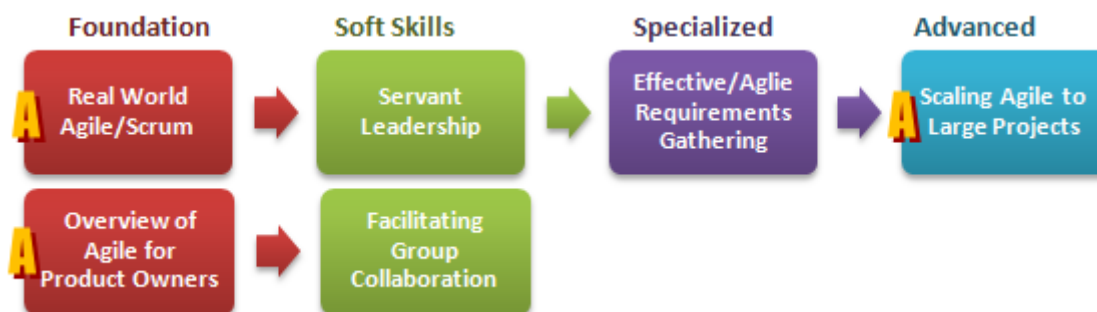 Foundation
Soft Skills
Specialized
Advanced
A
Real World
Agile/Scrum
Servant
Leadership
Effective/Aglie
Requirements
Gathering
A
Scaling Agile to
Large Projects
A
Overview of
Agile for
Product Owners
Facilitating
Group
Collaboration